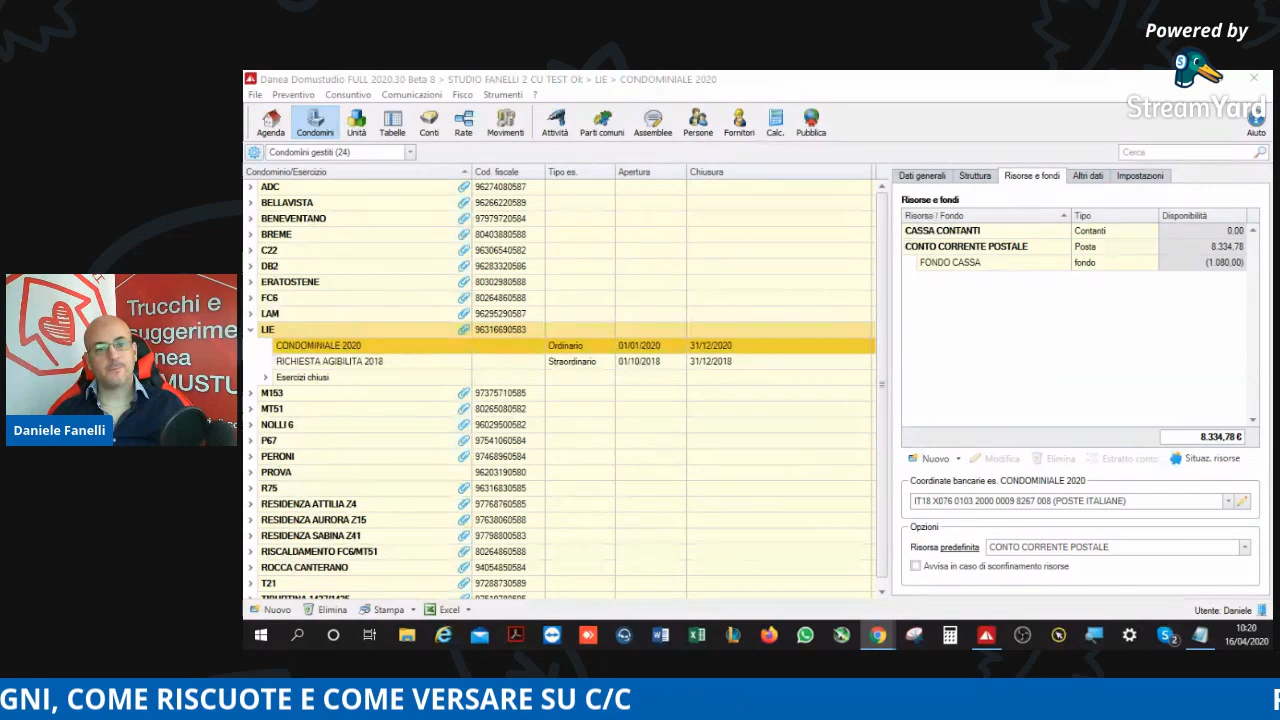 Powered by
StreamYard
Danea Domustudio FULL 2020.30 Beta 8 > STUDIO FANELLI 2 CU TEST Ok > LIE > CONDOMINIALE 2020
File Preventivo Consuntivo Comunicazioni Fisco Strumenti ?
Agenda Condomini Unità Tabelle Conti Rate Movimenti Attività Parti comuni Assemblee Persone Fornitori Calc. Pubblica Aiuto
Condomini gestiti (24)
Cerca
Condominio/Esercizio Cod. fiscale Tipo es. Apertura Chiusura
ADC 96274080587
BELLAVISTA 96266220589
BENEVENTANO 97979720584
BREME 80403880588
C22 96306540582
DB2 96283320586
ERATOSTENE 80302980588
FC6 80264860588
LAM 96295290587
LIE 96316690583
CONDOMINIALE 2020 Ordinario 01/01/2020 31/12/2020
RICHIESTA AGIBILITA 2018 Straordinario 01/10/2018 31/12/2018
Esercizi chiusi
M153 97375710585
MT51 80265080582
NOLLI 6 96029500582
P67 97541060584
PERONI 97468960584
PROVA 96203190580
R75 96316830585
RESIDENZA ATTILIA Z4 97768760585
RESIDENZA AURORA Z15 97638060588
RESIDENZA SABINA Z41 97798800583
RISCALDAMENTO FC6/MT51 80264860588
ROCCA CANTERANO 94054850584
T21 97288730589
Nuovo Elimina Stampa Excel
Dati generali Struttura Risorse e fondi Altri dati Impostazioni
Risorse e fondi
Risorsa / Fondo Tipo Disponibilità
CASSA CONTANTI Contanti 0,00
CONTO CORRENTE POSTALE Posta 8.334,78
FONDO CASSA fondo (1.080,00)
8.334,78 €
Nuovo Modifica Elimina Estratto conto Situaz. risorse
Coordinate bancarie es. CONDOMINIALE 2020
IT18 X076 0103 2000 0009 8267 008 (POSTE ITALIANE)
Opzioni
Risorsa predefinita CONTO CORRENTE POSTALE
Avvisa in caso di sconfinamento risorse
Utente: Daniele
10:20
16/04/2020
Trucchi e
suggerime
anea
OMUSTU
Daniele Fanelli
GNI, COME RISCUOTE E COME VERSARE SU C/C